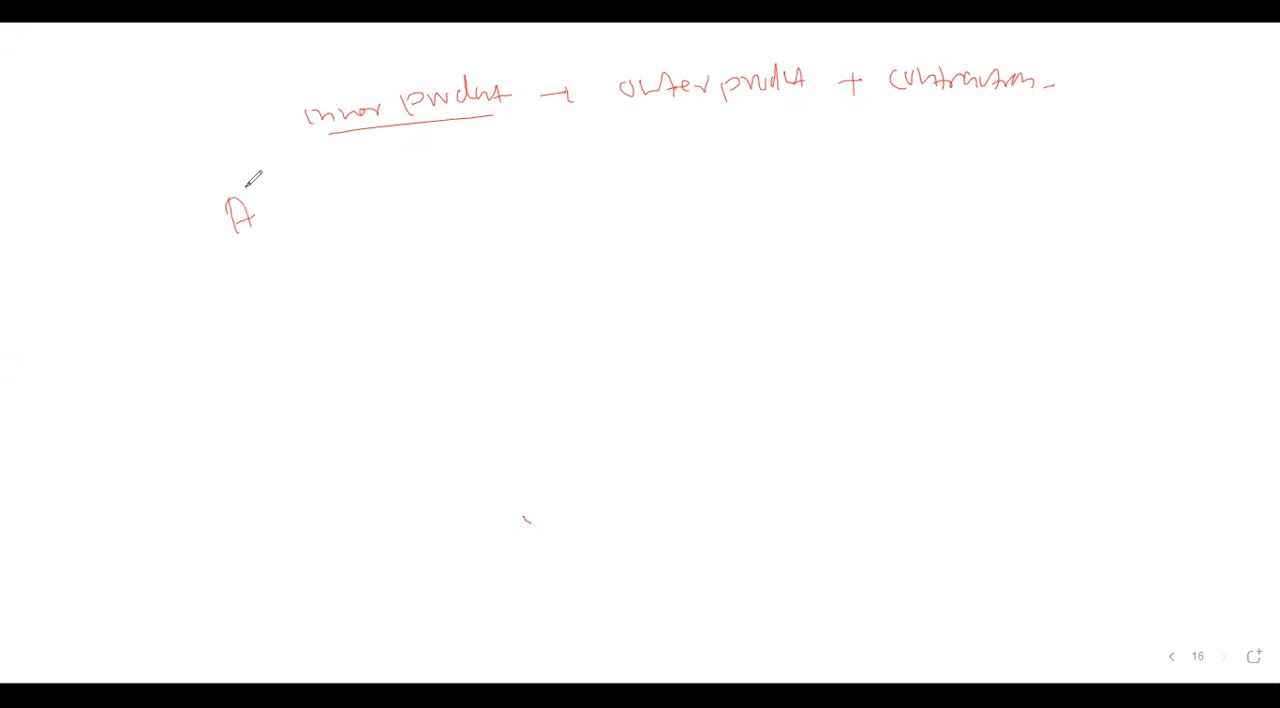 inner product → outer product + contraction.
A
16